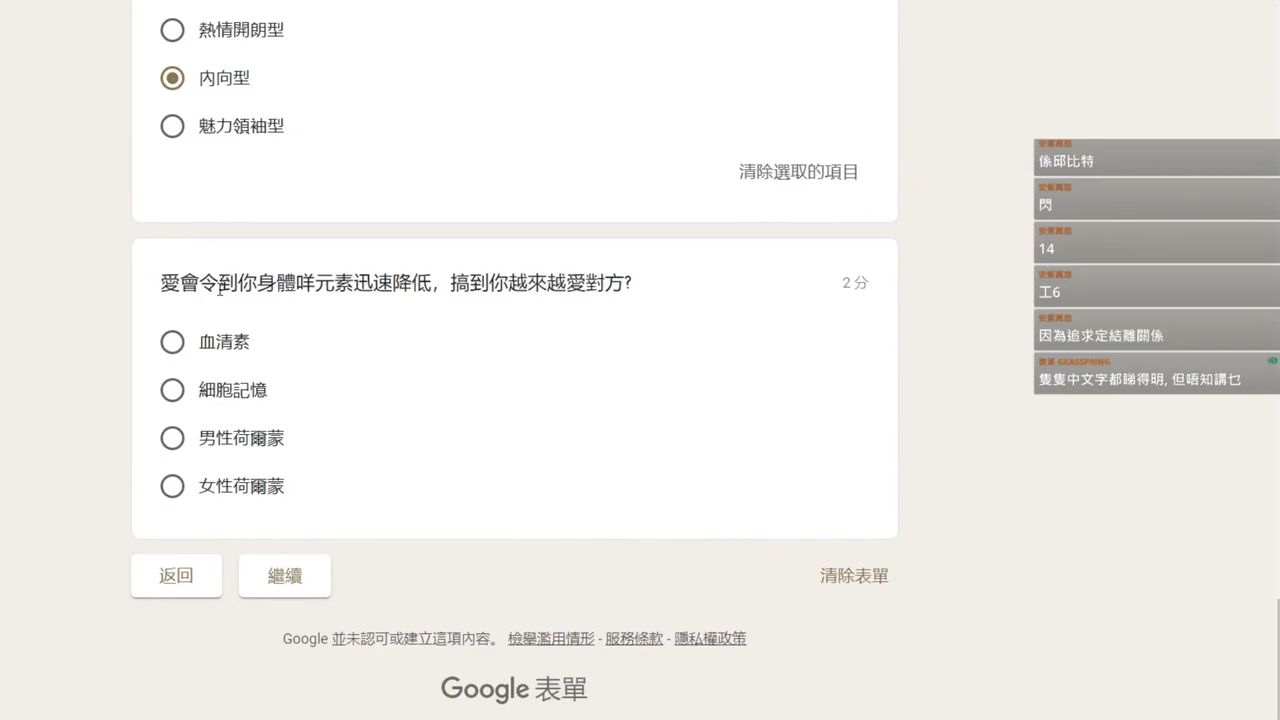 熱情開朗型
內向型
魅力領袖型
清除選取的項目
愛會令到你身體咩元素迅速降低，搞到你越來越愛對方?
2 分
血清素
細胞記憶
男性荷爾蒙
女性荷爾蒙
返回
繼續
清除表單
Google 並未認可或建立這項內容。 檢舉濫用情形 - 服務條款 - 隱私權政策
Google 表單
係邱比特
閃
14
工6
因為追求定結離關係
GRASSPRING
隻隻中文字都睇得明, 但唔知講乜